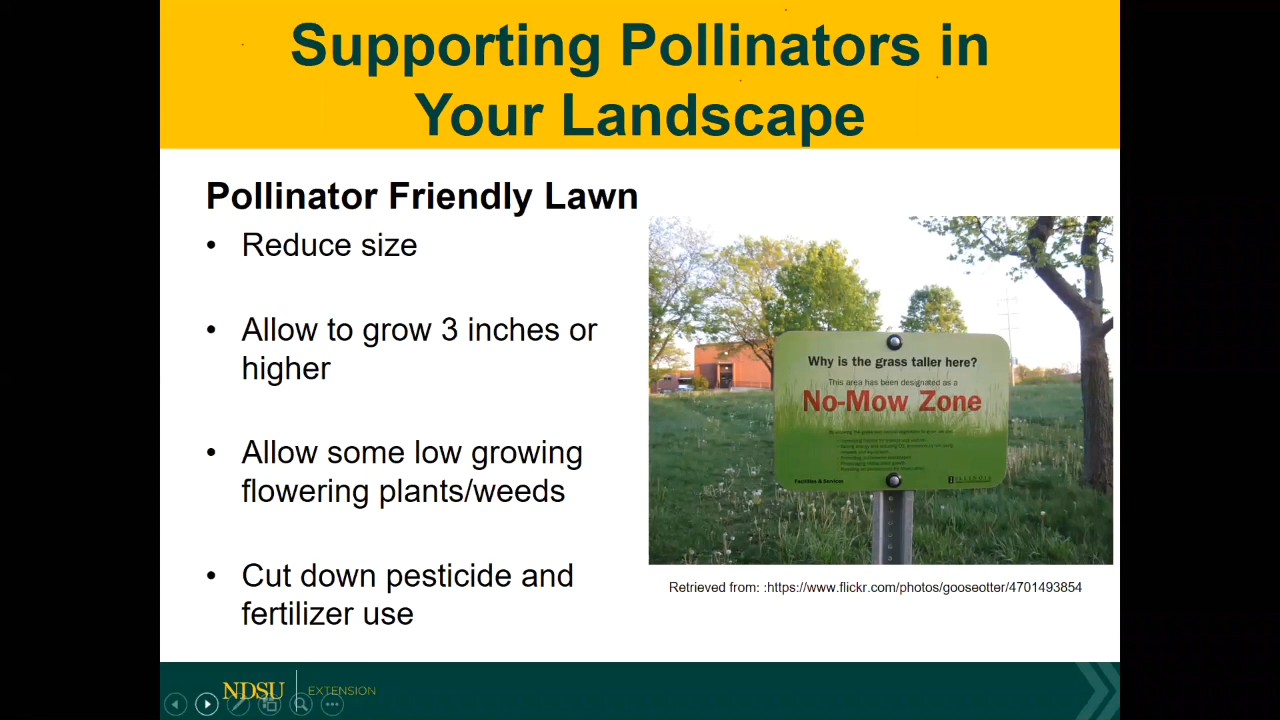 Supporting Pollinators in
Your Landscape
Pollinator Friendly Lawn
• Reduce size
• Allow to grow 3 inches or
higher
• Allow some low growing
flowering plants/weeds
• Cut down pesticide and
fertilizer use
Why is the grass taller here?
This area has been designated as a
No-Mow Zone
Facilities & Services
ILLINOIS
Retrieved from: :https://www.flickr.com/photos/gooseotter/4701493854
NDSU EXTENSION